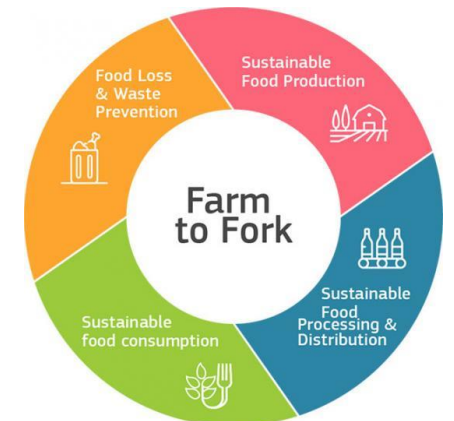 Food Loss
& Waste
Prevention
Sustainable
Food Production
Farm
to Fork
Sustainable
Food
Processing &
Distribution
Sustainable
food consumption